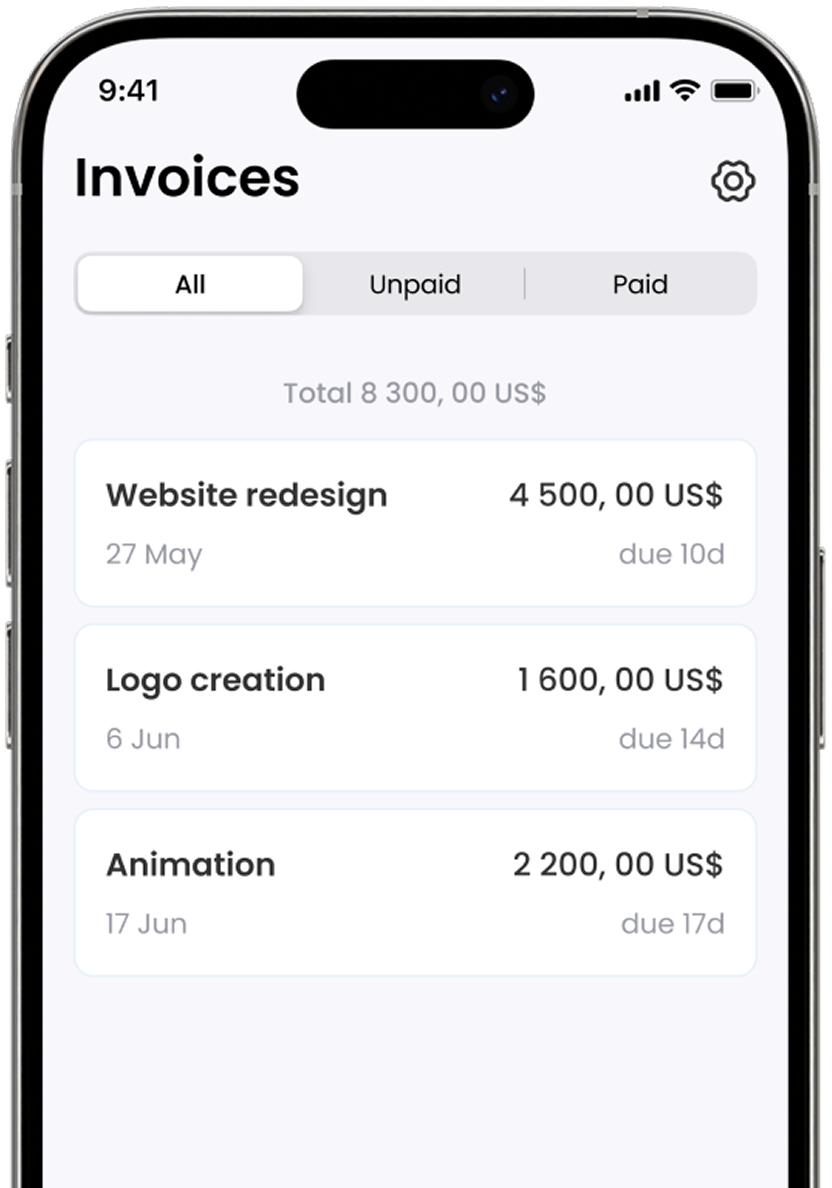 9:41
Invoices
All Unpaid Paid
Total 8 300, 00 US$
Website redesign 4 500, 00 US$
27 May due 10d
Logo creation 1 600, 00 US$
6 Jun due 14d
Animation 2 200, 00 US$
17 Jun due 17d